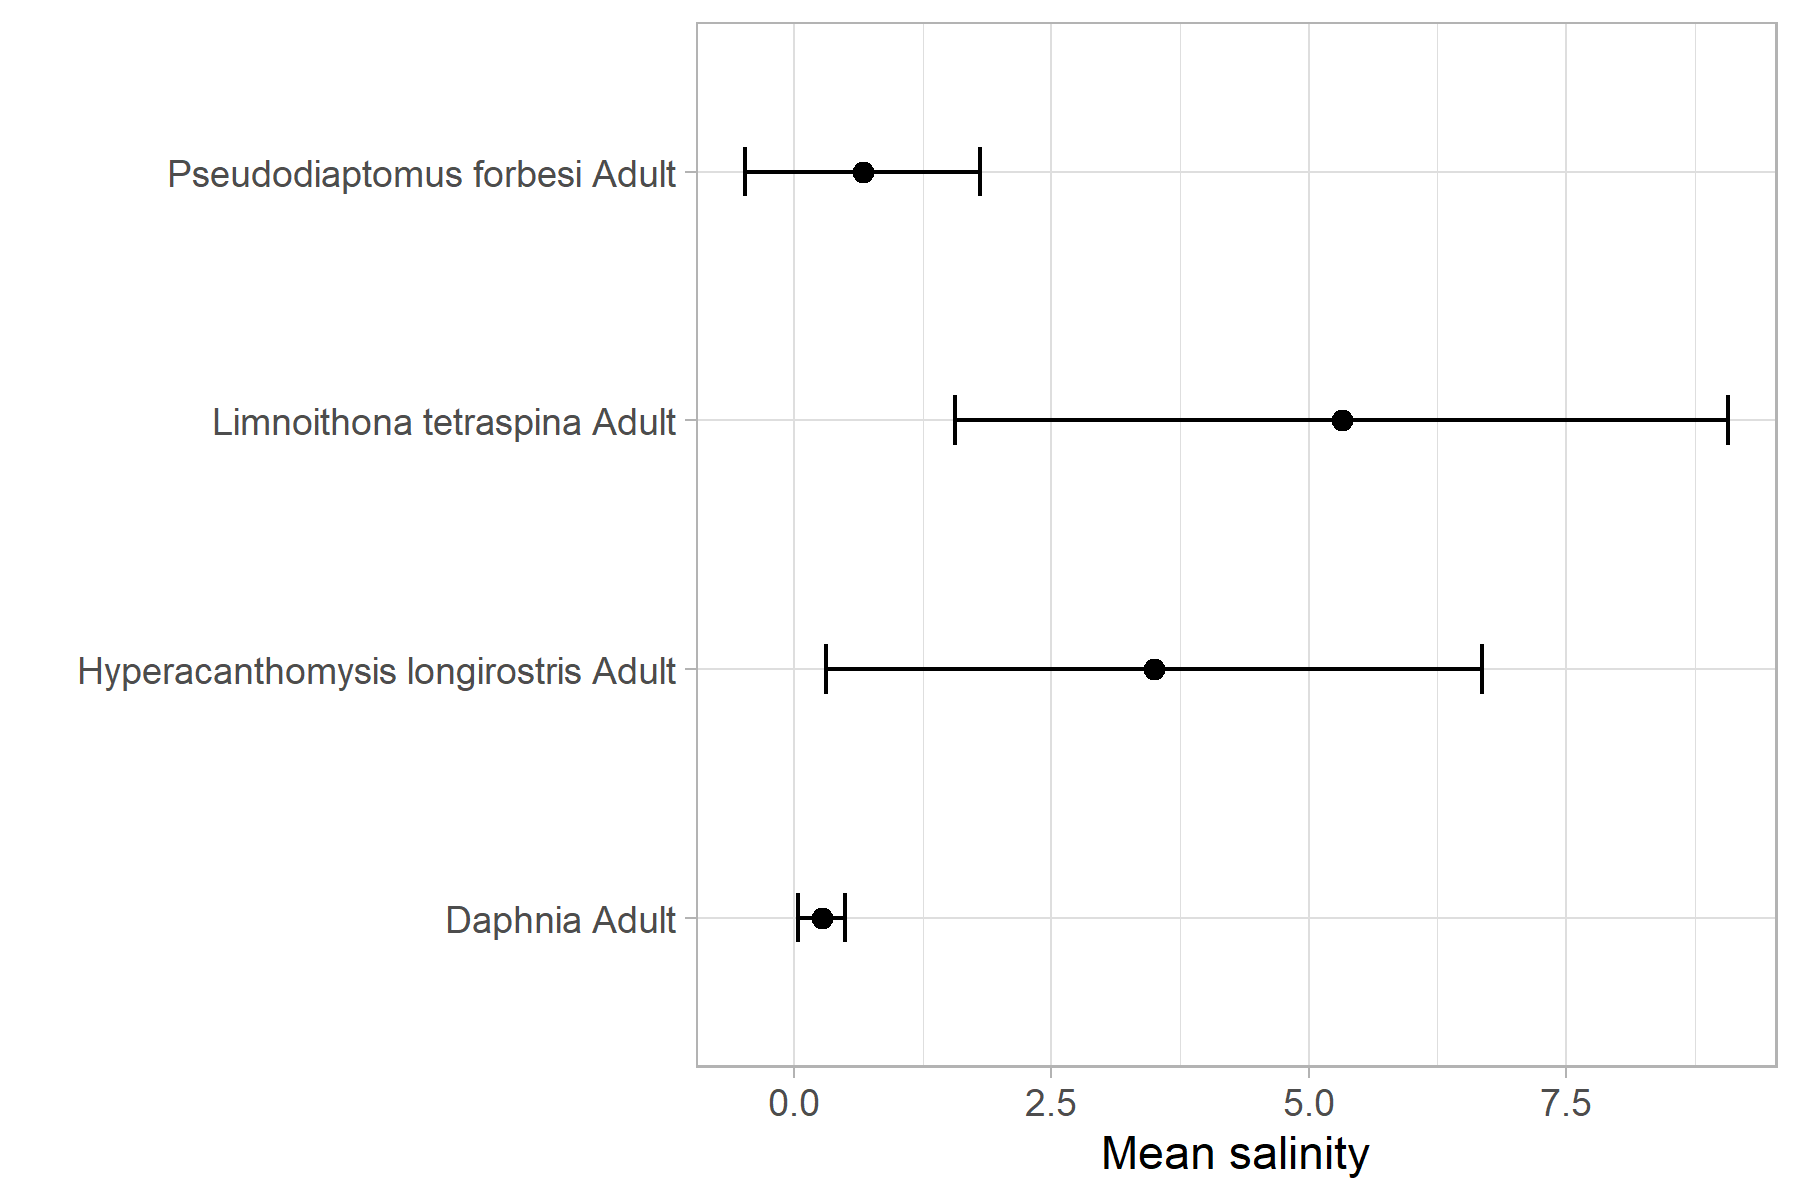 Pseudodiaptomus forbesi Adult
Limnoithona tetraspina Adult
Hyperacanthomysis longirostris Adult
Daphnia Adult
0.0 2.5 5.0 7.5
Mean salinity